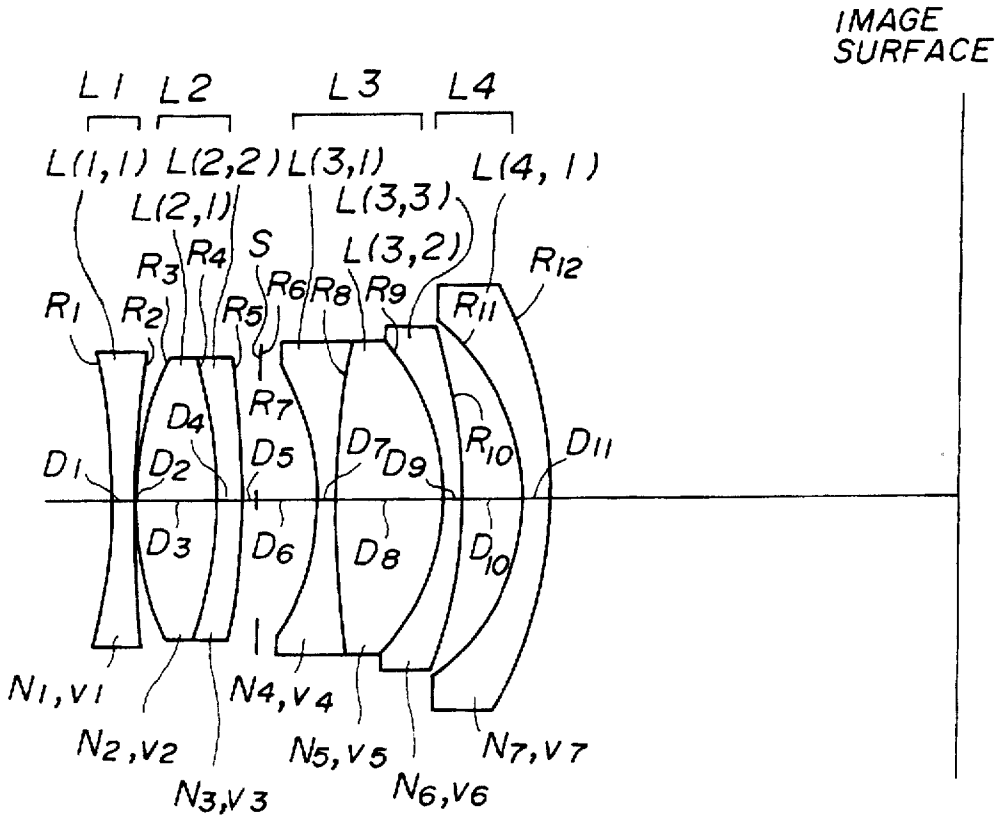 IMAGE
SURFACE
L1 L2 L3 L4
L(1,1) L(2,2) L(3,1) L(4,1)
L(2,1) L(3,3)
L(3,2)
S
R1 R2 R3 R4 R5 R6 R8 R9 R11 R12
R7
R10
D4
D1 D2 D5 D7 D9 D11
D3 D6 D8 D10
N1,ν1 N4,ν4
N2,ν2 N5,ν5 N7,ν7
N3,ν3 N6,ν6